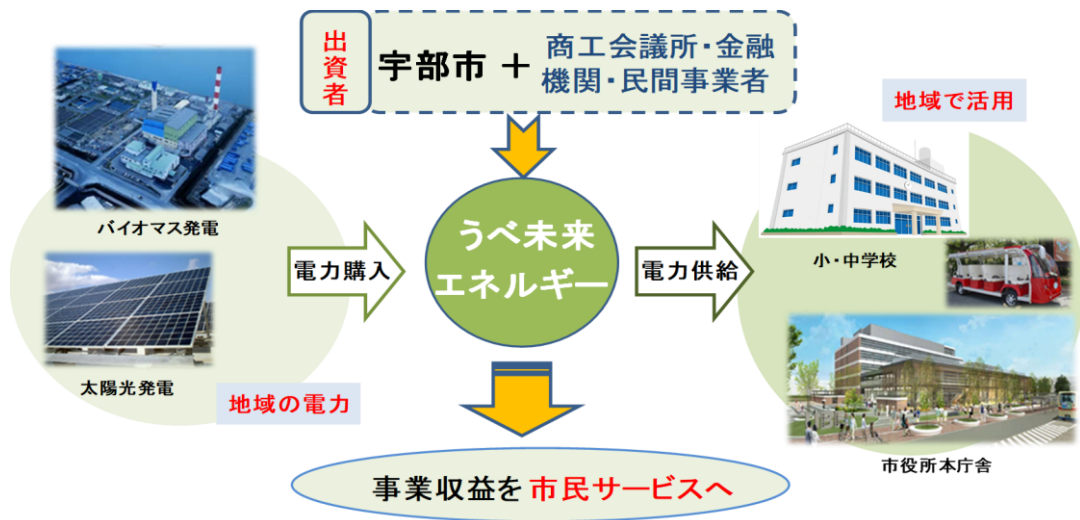 出資者
宇部市 + 商工会議所・金融
機関・民間事業者
地域で活用
バイオマス発電
うべ未来
エネルギー
電力購入
電力供給
小・中学校
太陽光発電
地域の電力
市役所本庁舎
事業収益を市民サービスへ